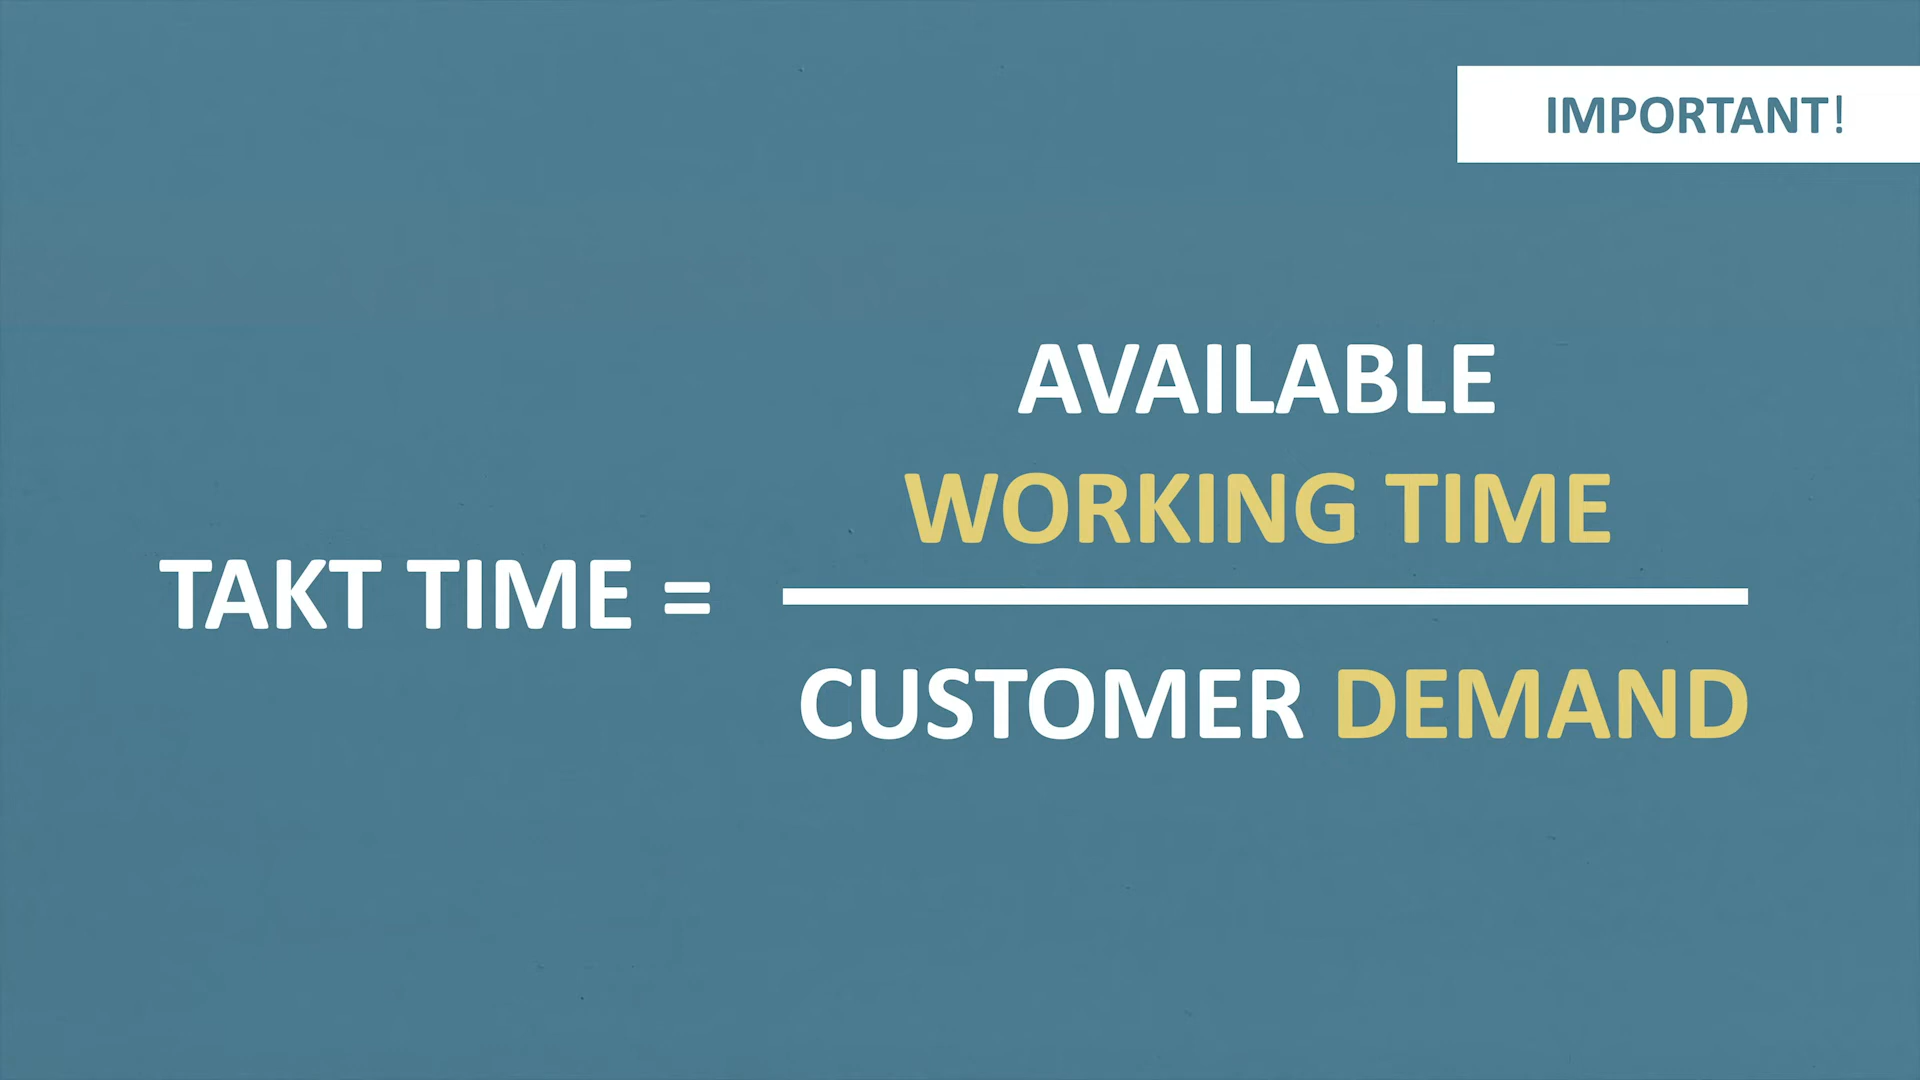 IMPORTANT!
AVAILABLE
WORKING TIME
TAKT TIME =
CUSTOMER DEMAND